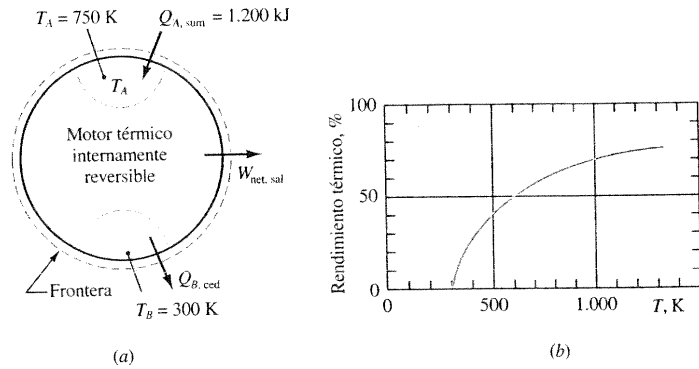 T_A = 750 K
Q_A, sum = 1.200 kJ
T_A
Motor térmico
internamente
reversible
W_net, sal
Q_B, ced
Frontera
T_B = 300 K
(a)
Rendimiento térmico, %
100
50
0
0
500
1.000
T, K
(b)